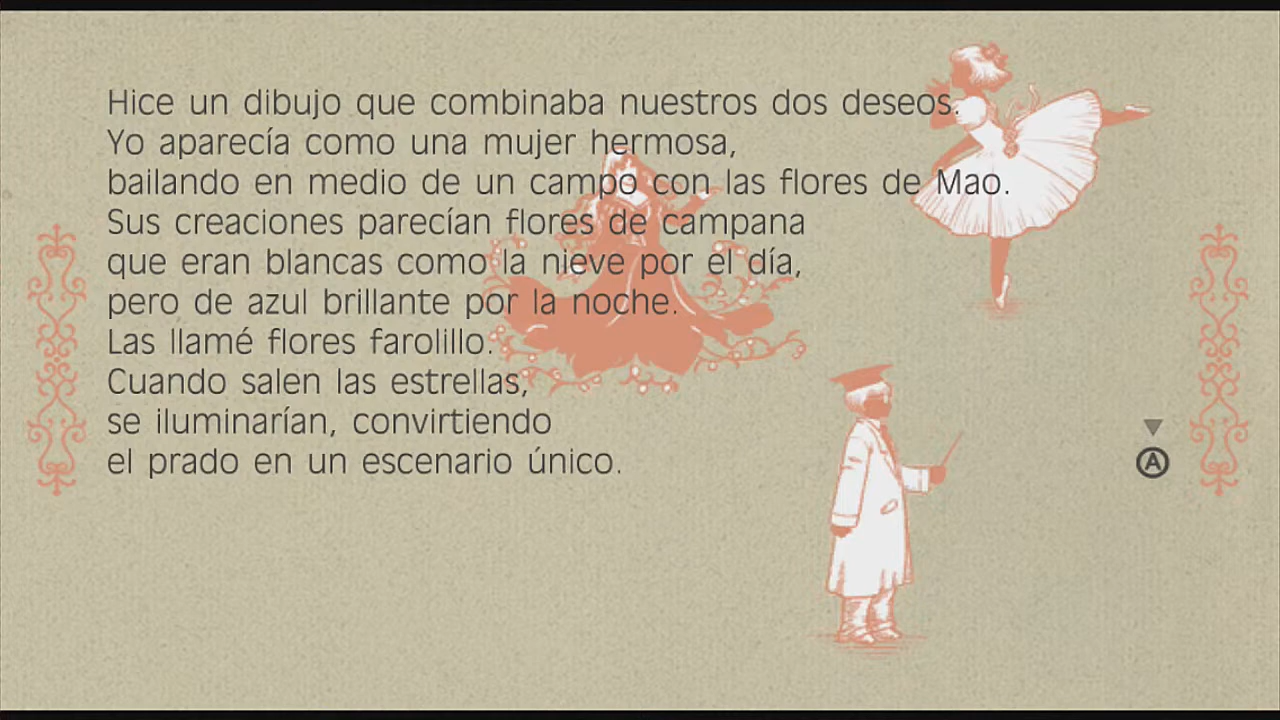 Hice un dibujo que combinaba nuestros dos deseos.
Yo aparecía como una mujer hermosa,
bailando en medio de un campo con las flores de Mao.
Sus creaciones parecían flores de campana
que eran blancas como la nieve por el día,
pero de azul brillante por la noche.
Las llamé flores farolillo.
Cuando salen las estrellas,
se iluminarían, convirtiendo
el prado en un escenario único.
A